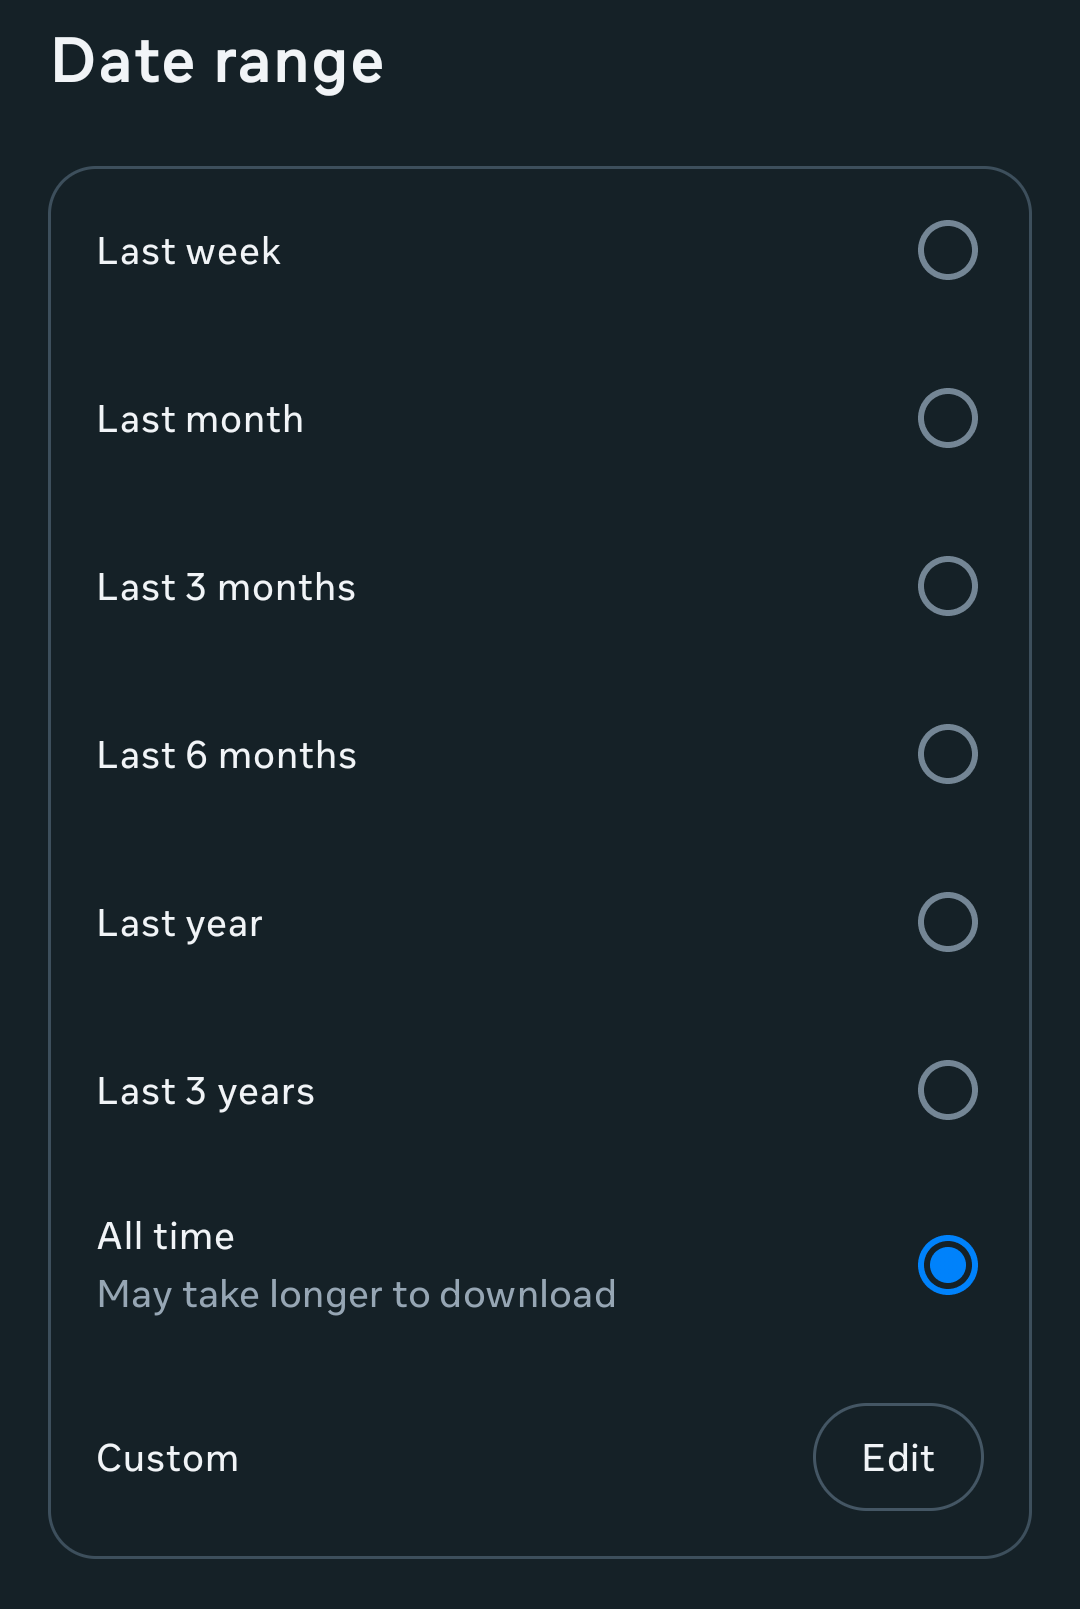 Date range
Last week
Last month
Last 3 months
Last 6 months
Last year
Last 3 years
All time
May take longer to download
Custom
Edit